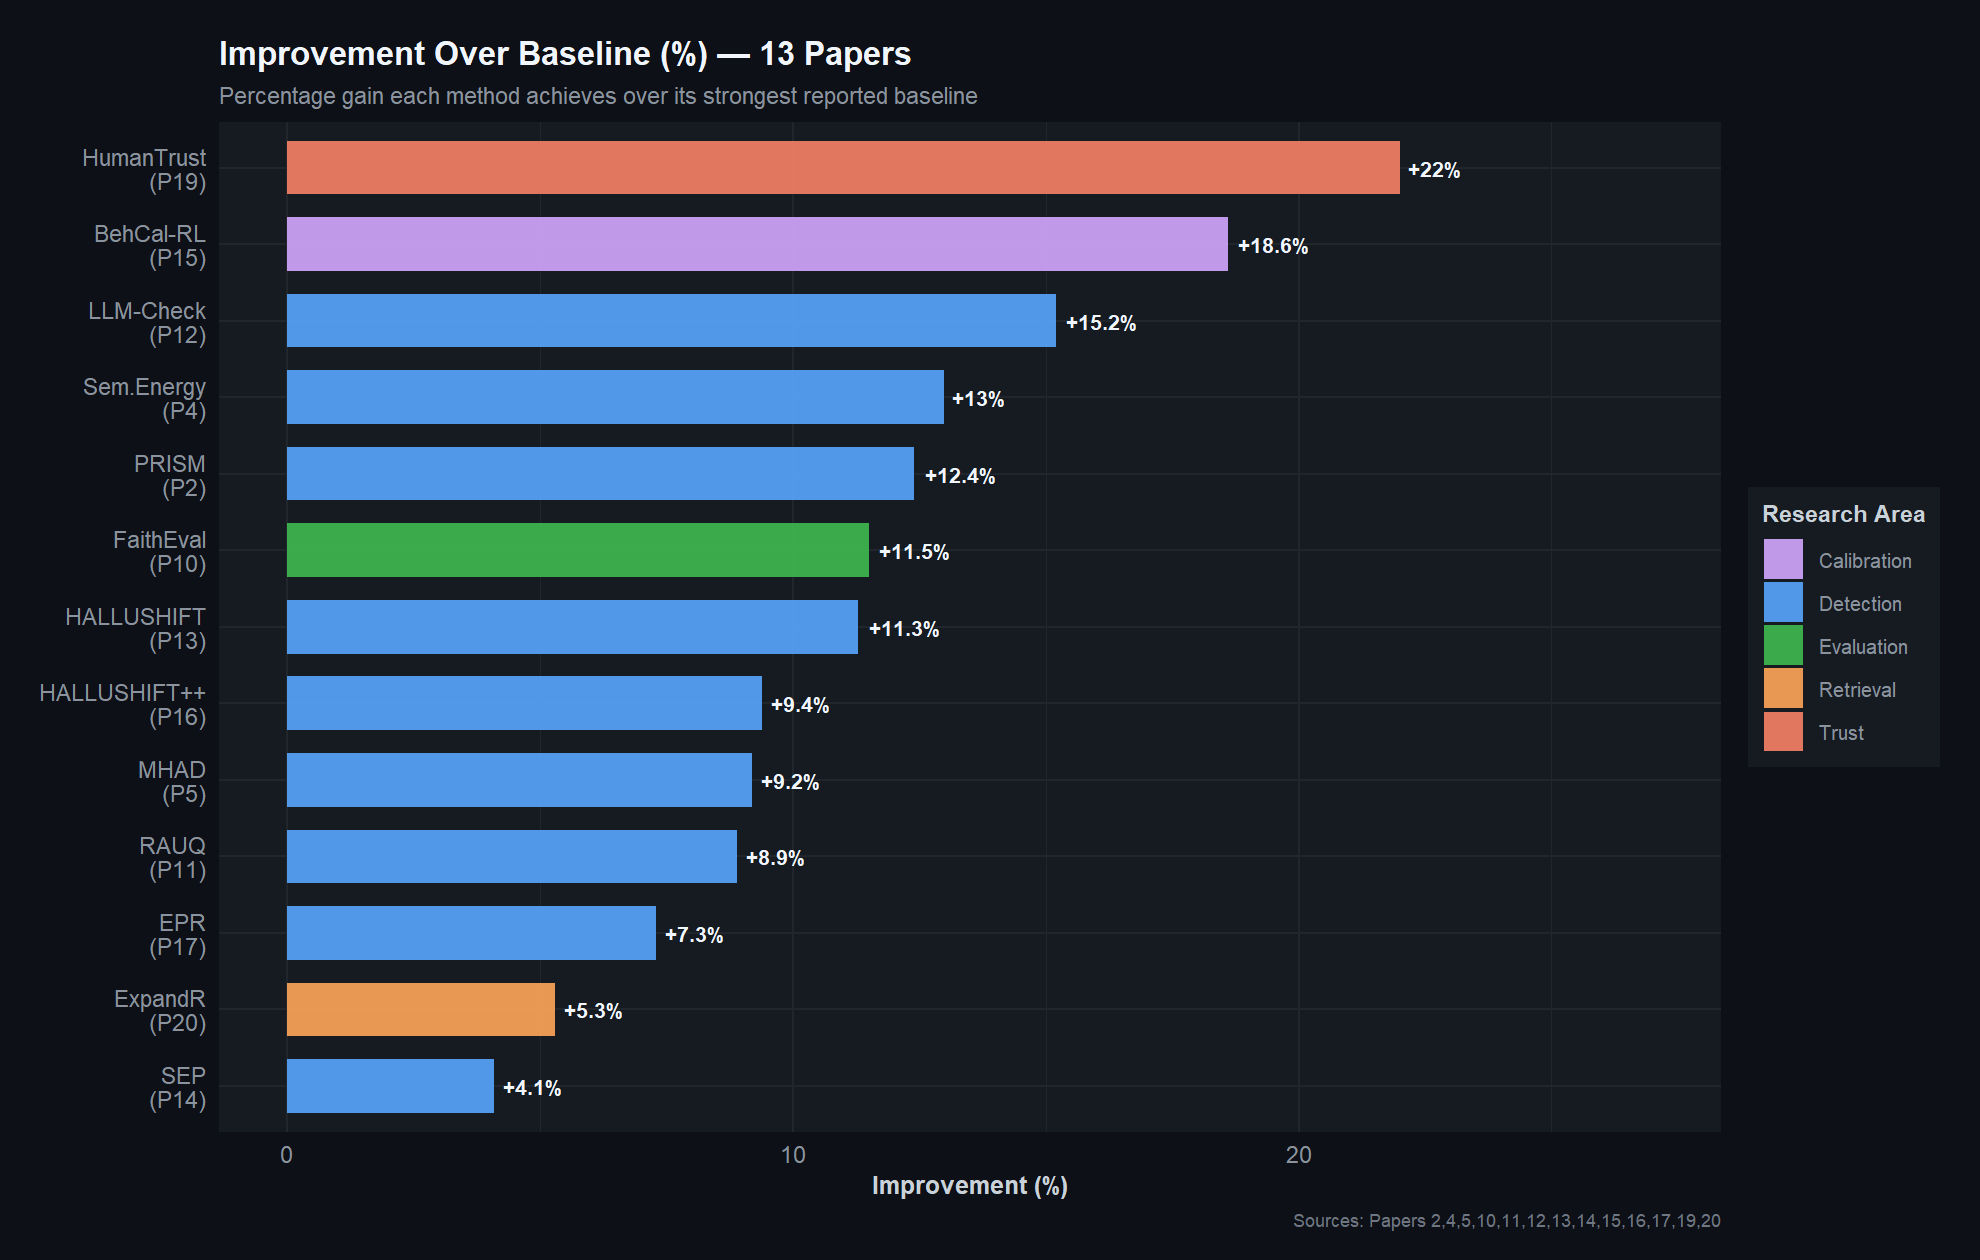 Improvement Over Baseline (%) — 13 Papers
Percentage gain each method achieves over its strongest reported baseline
HumanTrust
(P19)
+22%
BehCal-RL
(P15)
+18.6%
LLM-Check
(P12)
+15.2%
Sem.Energy
(P4)
+13%
PRISM
(P2)
+12.4%
FaithEval
(P10)
+11.5%
HALLUSHIFT
(P13)
+11.3%
HALLUSHIFT++
(P16)
+9.4%
MHAD
(P5)
+9.2%
RAUQ
(P11)
+8.9%
EPR
(P17)
+7.3%
ExpandR
(P20)
+5.3%
SEP
(P14)
+4.1%
0 10 20
Improvement (%)
Research Area
Calibration
Detection
Evaluation
Retrieval
Trust
Sources: Papers 2,4,5,10,11,12,13,14,15,16,17,19,20